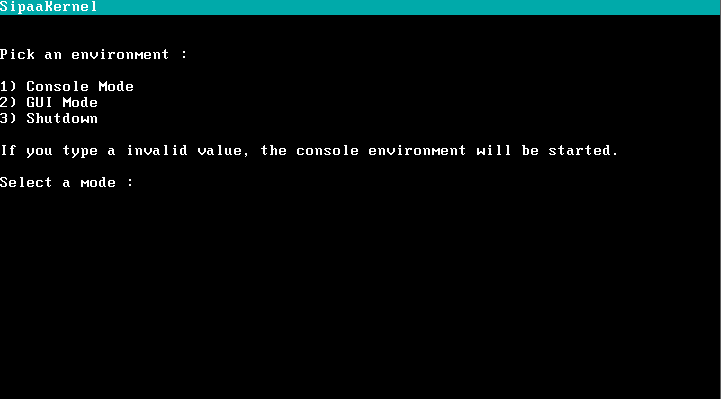 SipaaKernel
Pick an environment :
1) Console Mode
2) GUI Mode
3) Shutdown
If you type a invalid value, the console environment will be started.
Select a mode :